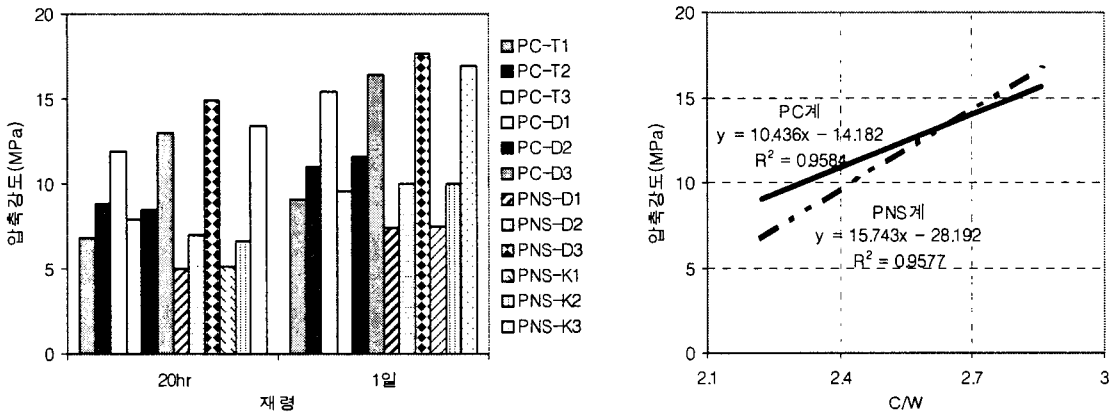 20
15
10
5
0
압축강도(MPa)
20hr
1일
재령
PC-T1
PC-T2
PC-T3
PC-D1
PC-D2
PC-D3
PNS-D1
PNS-D2
PNS-D3
PNS-K1
PNS-K2
PNS-K3
20
15
10
5
0
압축강도(MPa)
PC계
y = 10.436x - 14.182
R² = 0.9584
PNS계
y = 15.743x - 28.192
R² = 0.9577
2.1
2.4
2.7
3
C/W